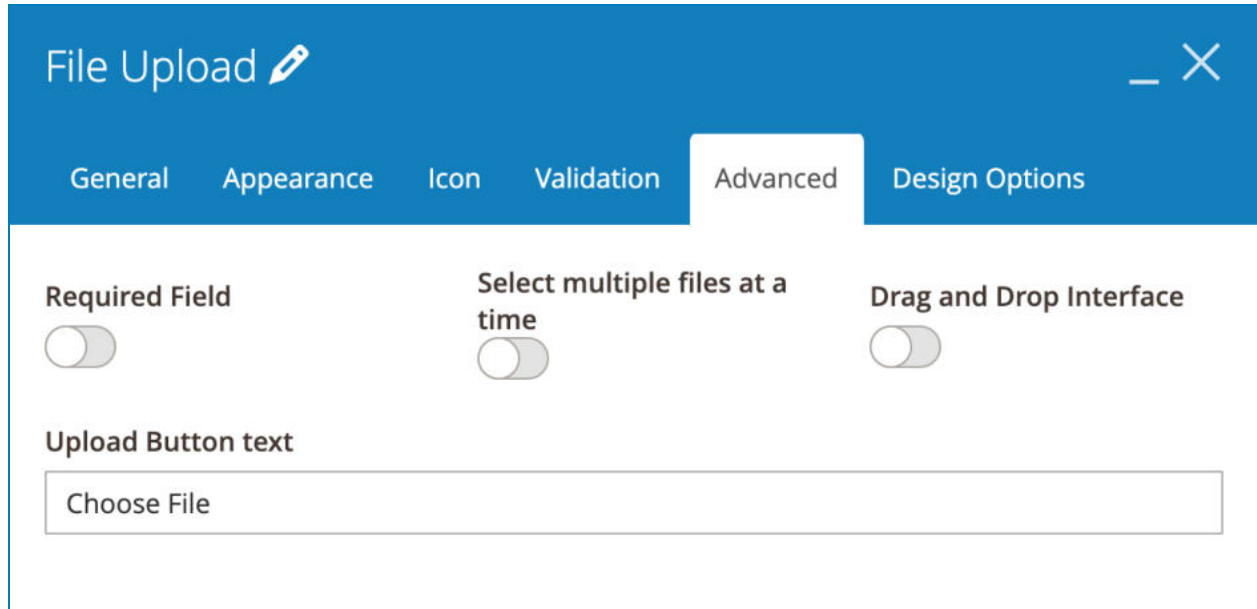 File Upload
General Appearance Icon Validation Advanced Design Options
Required Field
Select multiple files at a
time
Drag and Drop Interface
Upload Button text
Choose File